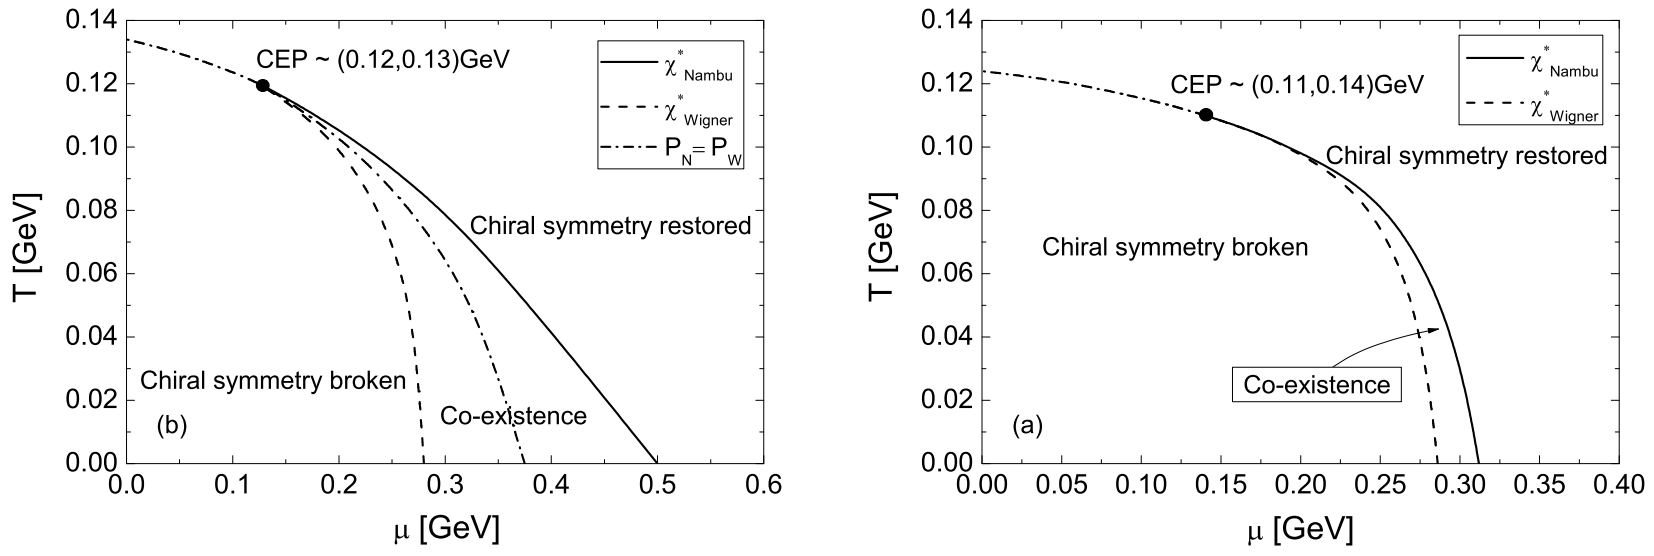 CEP ~ (0.12,0.13)GeV
χ*Nambu
χ*Wigner
PN= PW
Chiral symmetry restored
Chiral symmetry broken
Co-existence
(b)
T [GeV]
0.14
0.12
0.10
0.08
0.06
0.04
0.02
0.00
0.0 0.1 0.2 0.3 0.4 0.5 0.6
μ [GeV]
CEP ~ (0.11,0.14)GeV
χ*Nambu
χ*Wigner
Chiral symmetry restored
Chiral symmetry broken
Co-existence
(a)
T [GeV]
0.14
0.12
0.10
0.08
0.06
0.04
0.02
0.00
0.00 0.05 0.10 0.15 0.20 0.25 0.30 0.35 0.40
μ [GeV]